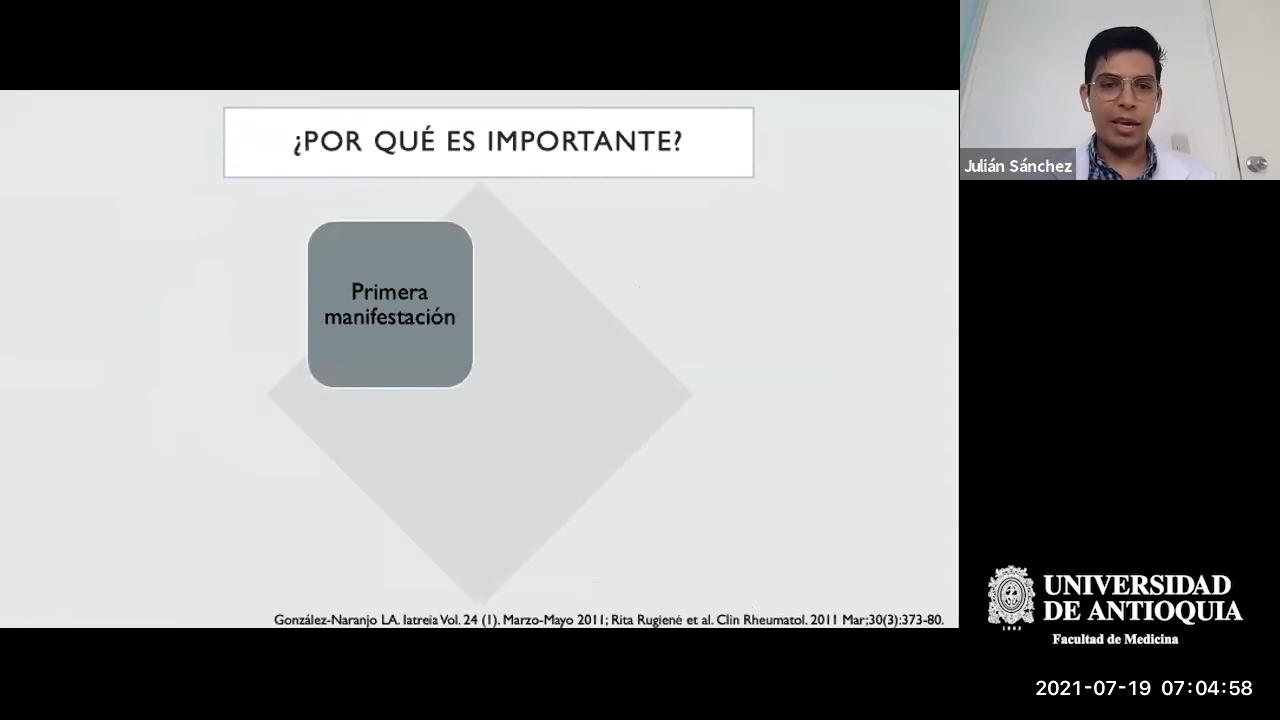 ¿POR QUÉ ES IMPORTANTE?
Primera
manifestación
González-Naranjo LA. Iatreia Vol. 24 (1). Marzo-Mayo 2011; Rita Rugienė et al. Clin Rheumatol. 2011 Mar;30(3):373-80.
Julián Sánchez
UNIVERSIDAD
DE ANTIOQUIA
1803
Facultad de Medicina
2021-07-19 07:04:58